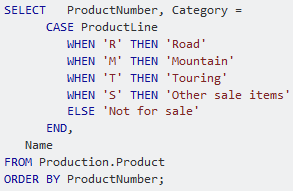 SELECT   ProductNumber, Category =
      CASE ProductLine
         WHEN 'R' THEN 'Road'
         WHEN 'M' THEN 'Mountain'
         WHEN 'T' THEN 'Touring'
         WHEN 'S' THEN 'Other sale items'
         ELSE 'Not for sale'
      END,
   Name
FROM Production.Product
ORDER BY ProductNumber;